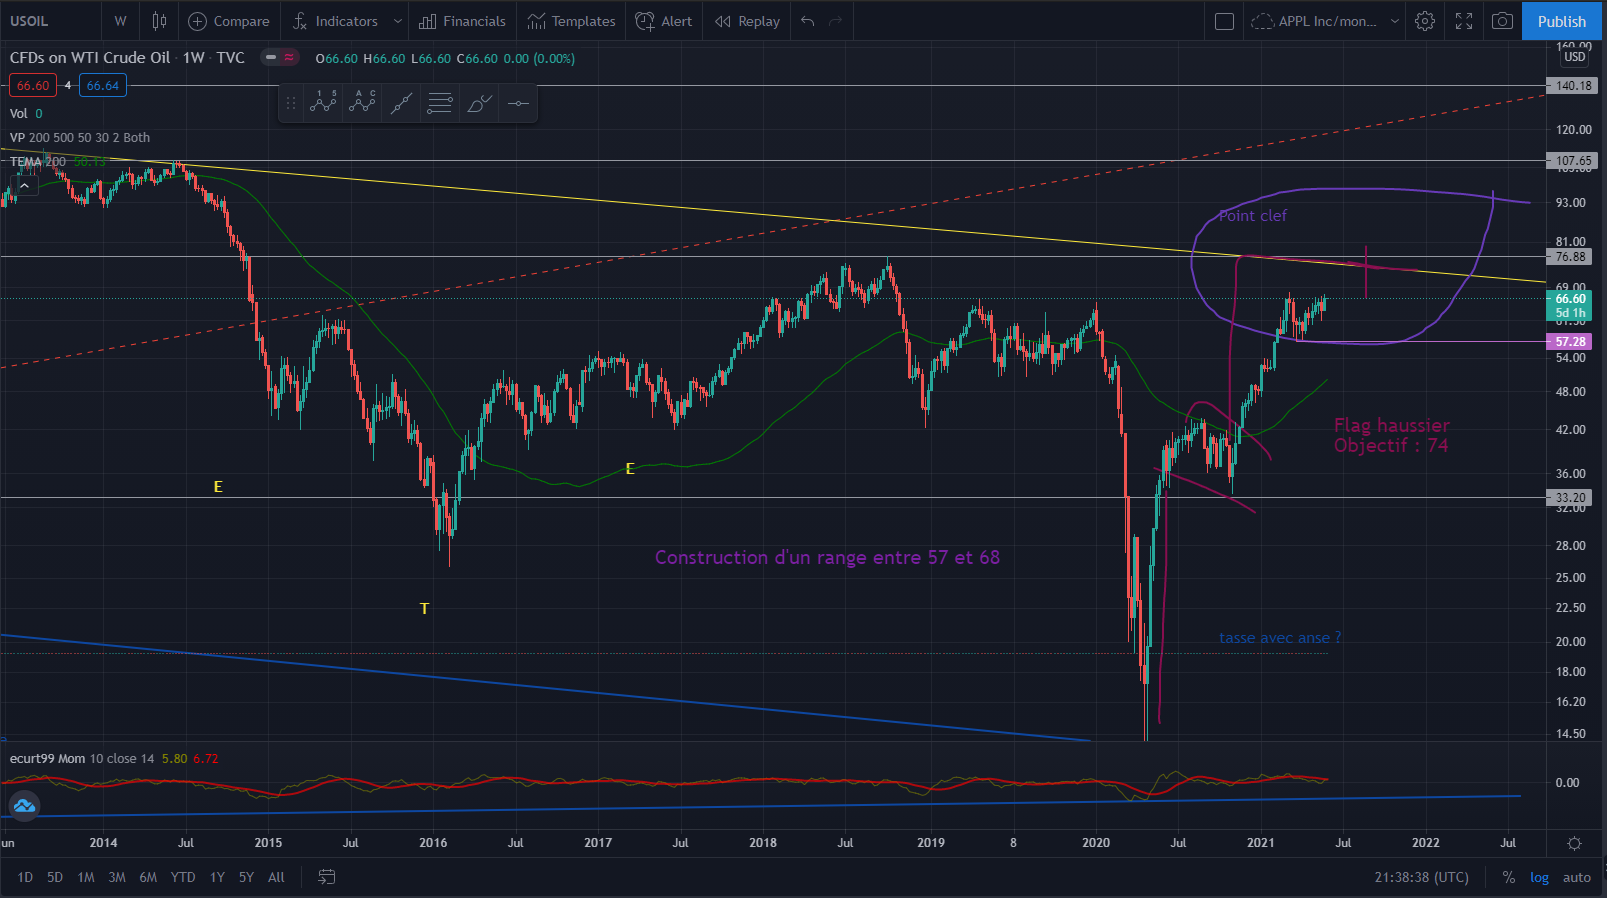 USOIL W Compare Indicators Financials Templates Alert Replay APPL Inc/mon... Publish
CFDs on WTI Crude Oil · 1W · TVC O66.60 H66.60 L66.60 C66.60 0.00 (0.00%)
66.60 4 66.64
1 5 A C
Vol 0
VP 200 500 50 30 2 Both
TEMA 200 50.13
160.00
USD
140.18
120.00
107.65
93.00
81.00
76.88
69.00
66.60
5d 1h
57.28
54.00
48.00
42.00
36.00
33.20
32.00
28.00
25.00
22.50
20.00
18.00
16.20
14.50
Point clef
Flag haussier
Objectif : 74
E
E
T
Construction d'un range entre 57 et 68
tasse avec anse ?
ecurt99 Mom 10 close 14 5.80 6.72
0.00
un 2014 Jul 2015 Jul 2016 Jul 2017 Jul 2018 Jul 2019 8 2020 Jul 2021 Jul 2022 Jul
1D 5D 1M 3M 6M YTD 1Y 5Y All 21:38:38 (UTC) % log auto